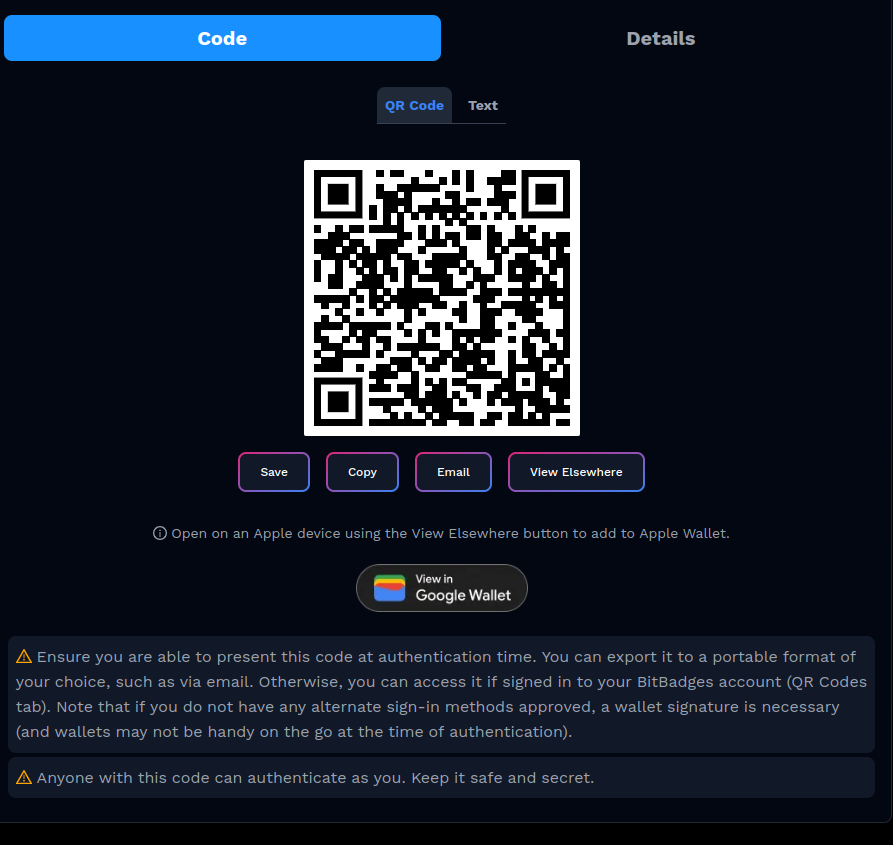 Code
Details
QR Code
Text
Save
Copy
Email
View Elsewhere
Open on an Apple device using the View Elsewhere button to add to Apple Wallet.
View in
Google Wallet
Ensure you are able to present this code at authentication time. You can export it to a portable format of
your choice, such as via email. Otherwise, you can access it if signed in to your BitBadges account (QR Codes
tab). Note that if you do not have any alternate sign-in methods approved, a wallet signature is necessary
(and wallets may not be handy on the go at the time of authentication).
Anyone with this code can authenticate as you. Keep it safe and secret.